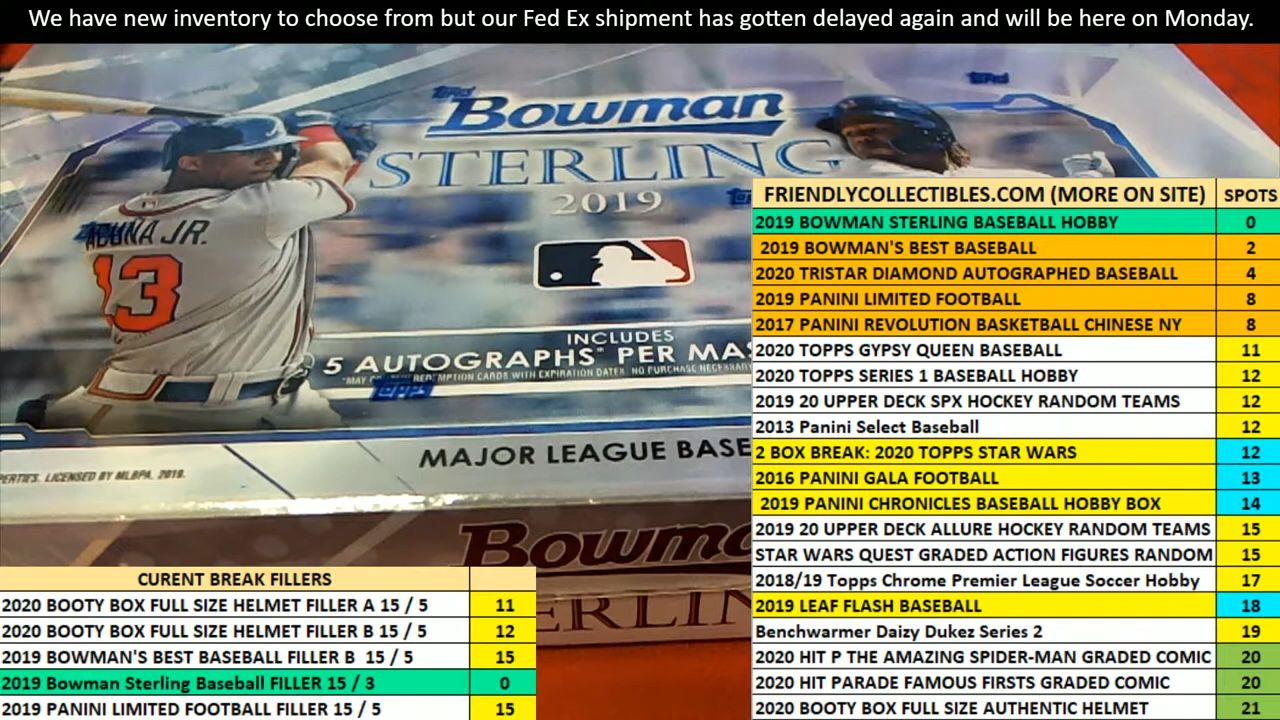 We have new inventory to choose from but our Fed Ex shipment has gotten delayed again and will be here on Monday.
Topps
Bowman
STERLING
2019
ACUNA JR.
13
INCLUDES
5 AUTOGRAPHS* PER MAS
NO PURCHASE NECESSARY
topps
MAJOR LEAGUE BASE
LICENSED BY MLBPA. 2019.
Bowma
ERLIN
FRIENDLYCOLLECTIBLES.COM (MORE ON SITE) SPOTS
2019 BOWMAN STERLING BASEBALL HOBBY 0
2019 BOWMAN'S BEST BASEBALL 2
2020 TRISTAR DIAMOND AUTOGRAPHED BASEBALL 4
2019 PANINI LIMITED FOOTBALL 8
2017 PANINI REVOLUTION BASKETBALL CHINESE NY 8
2020 TOPPS GYPSY QUEEN BASEBALL 11
2020 TOPPS SERIES 1 BASEBALL HOBBY 12
2019 20 UPPER DECK SPX HOCKEY RANDOM TEAMS 12
2013 Panini Select Baseball 12
2 BOX BREAK: 2020 TOPPS STAR WARS 12
2016 PANINI GALA FOOTBALL 13
2019 PANINI CHRONICLES BASEBALL HOBBY BOX 14
2019 20 UPPER DECK ALLURE HOCKEY RANDOM TEAMS 15
STAR WARS QUEST GRADED ACTION FIGURES RANDOM 15
2018/19 Topps Chrome Premier League Soccer Hobby 17
2019 LEAF FLASH BASEBALL 18
Benchwarmer Daizy Dukez Series 2 19
2020 HIT P THE AMAZING SPIDER-MAN GRADED COMIC 20
2020 HIT PARADE FAMOUS FIRSTS GRADED COMIC 20
2020 BOOTY BOX FULL SIZE AUTHENTIC HELMET 21
CURENT BREAK FILLERS
2020 BOOTY BOX FULL SIZE HELMET FILLER A 15 / 5 11
2020 BOOTY BOX FULL SIZE HELMET FILLER B 15 / 5 12
2019 BOWMAN'S BEST BASEBALL FILLER B 15 / 5 15
2019 Bowman Sterling Baseball FILLER 15 / 3 0
2019 PANINI LIMITED FOOTBALL FILLER 15 / 5 15